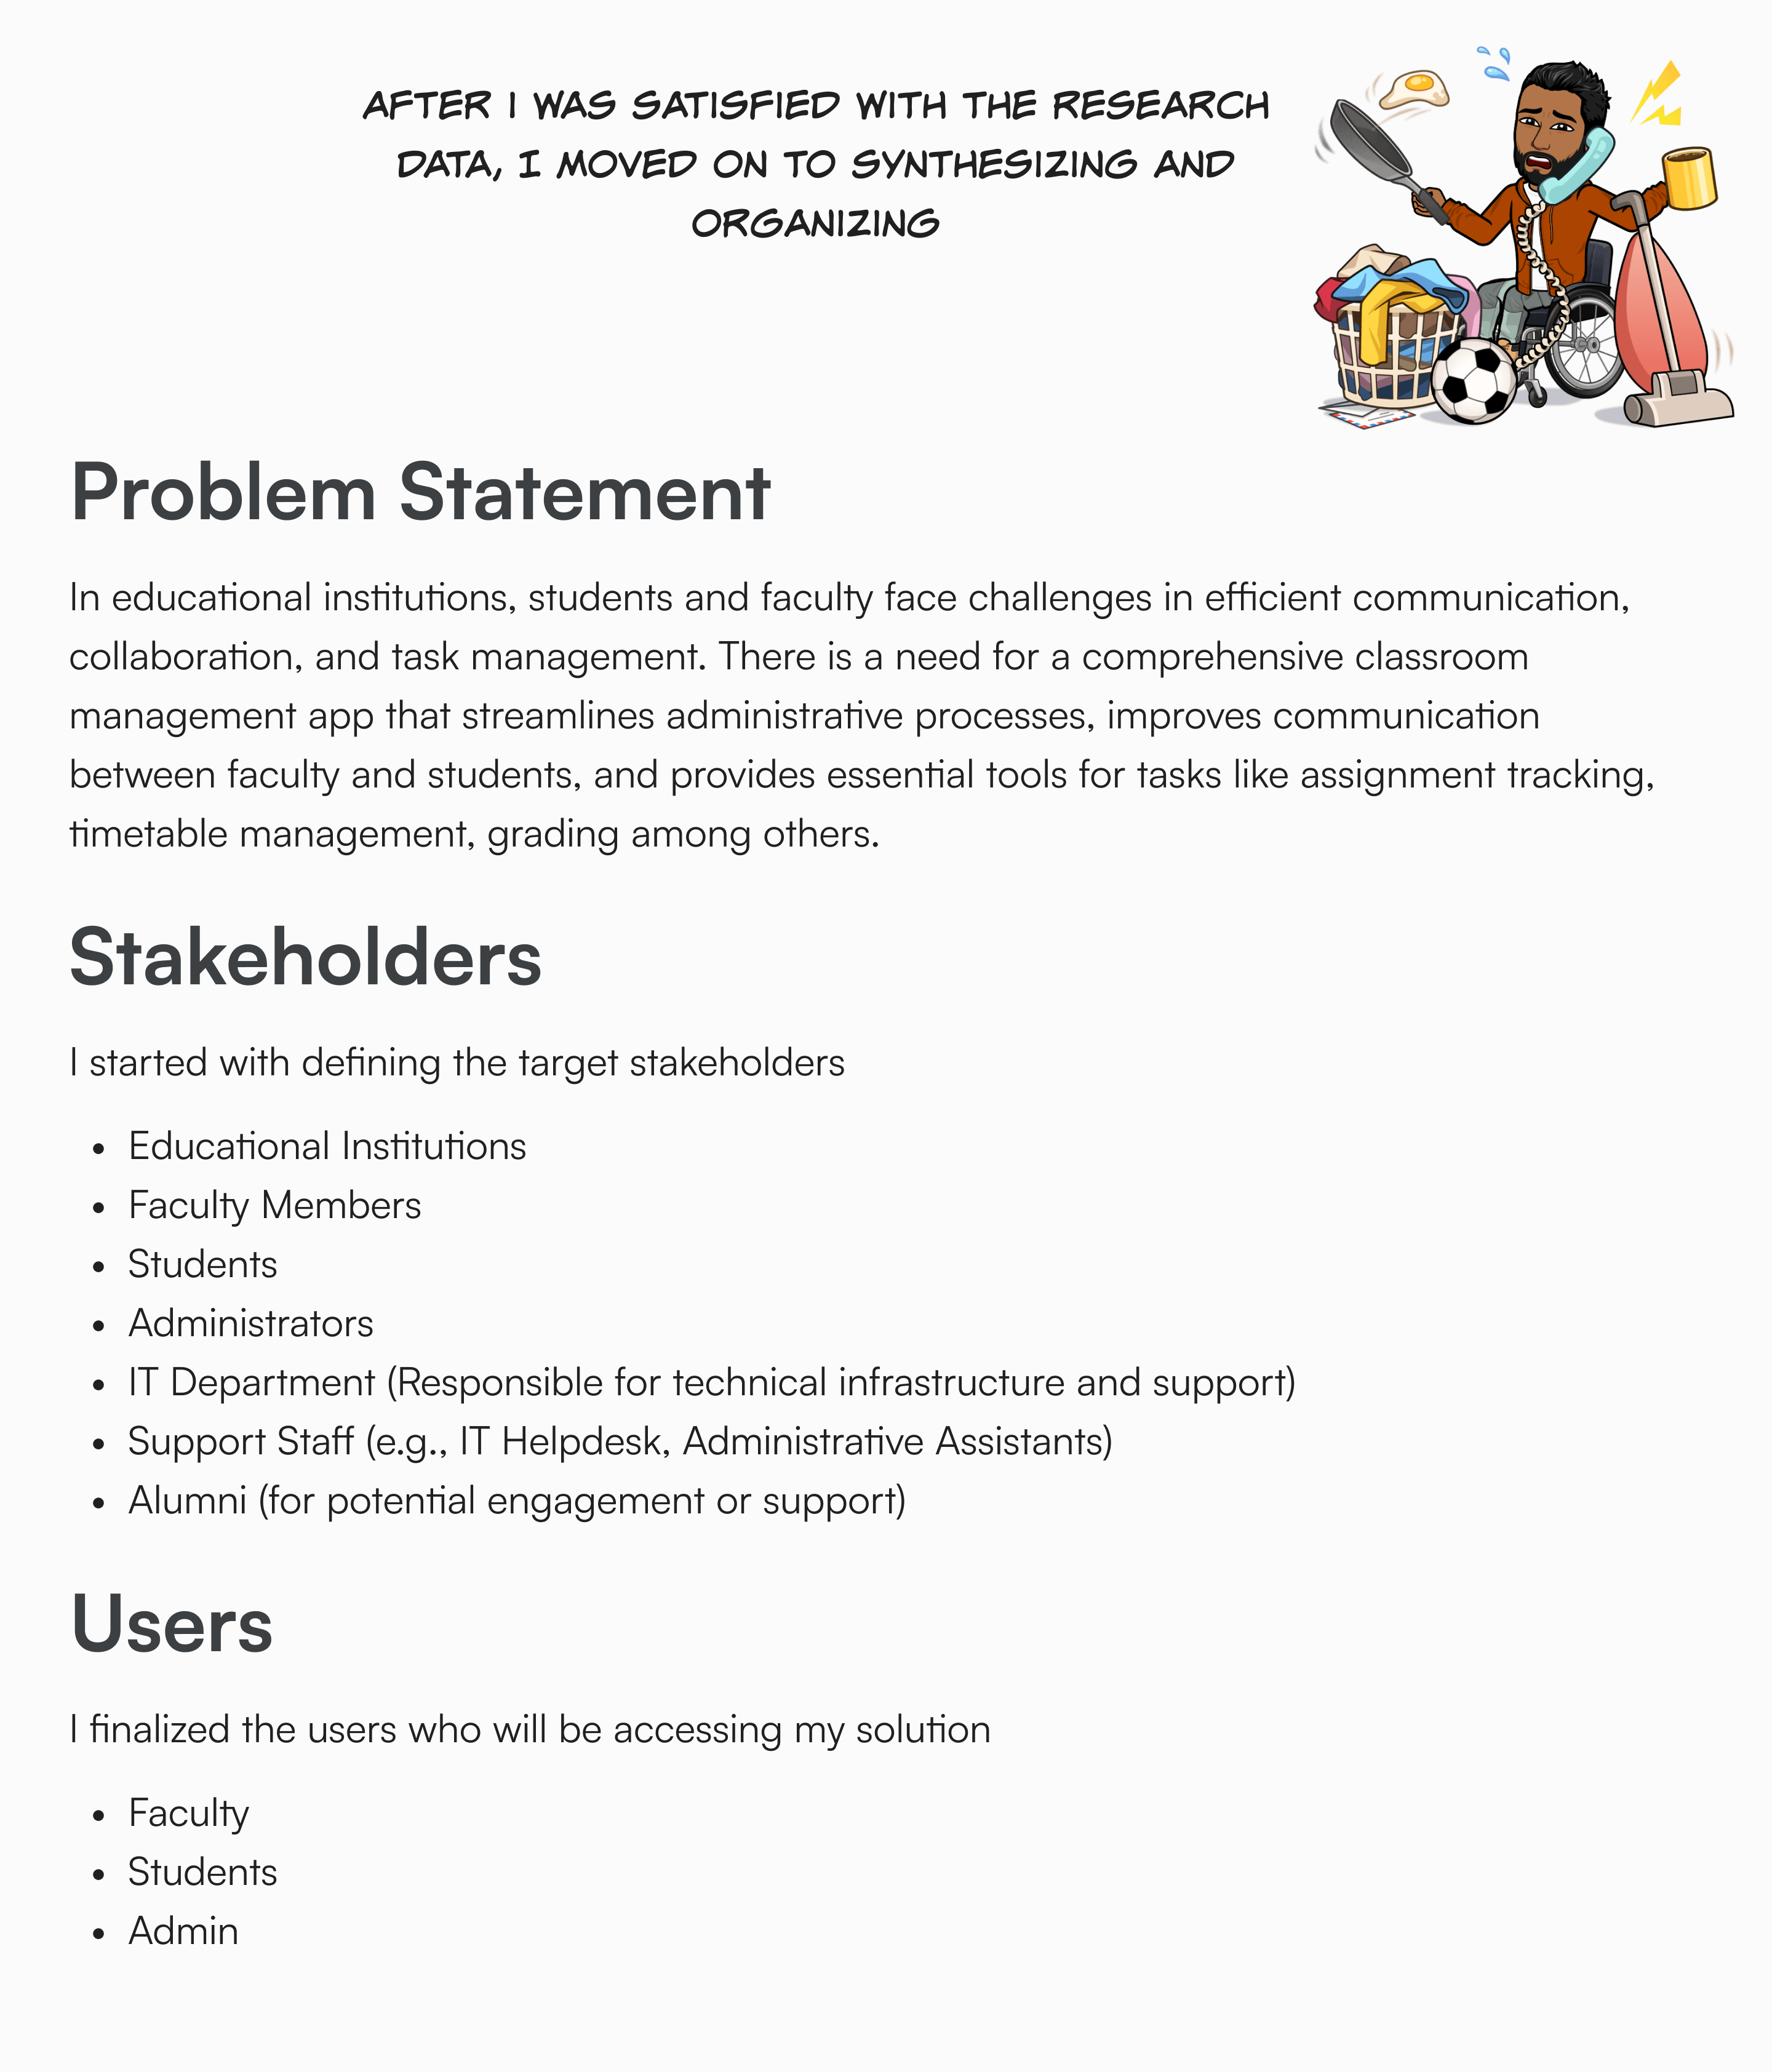 AFTER I WAS SATISFIED WITH THE RESEARCH
DATA, I MOVED ON TO SYNTHESIZING AND
ORGANIZING
Problem Statement
In educational institutions, students and faculty face challenges in efficient communication,
collaboration, and task management. There is a need for a comprehensive classroom
management app that streamlines administrative processes, improves communication
between faculty and students, and provides essential tools for tasks like assignment tracking,
timetable management, grading among others.
Stakeholders
I started with defining the target stakeholders
• Educational Institutions
• Faculty Members
• Students
• Administrators
• IT Department (Responsible for technical infrastructure and support)
• Support Staff (e.g., IT Helpdesk, Administrative Assistants)
• Alumni (for potential engagement or support)
Users
I finalized the users who will be accessing my solution
• Faculty
• Students
• Admin